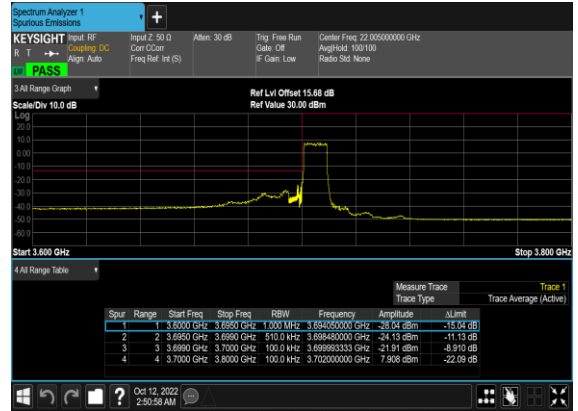 Spectrum Analyzer 1
Spurious Emissions
KEYSIGHT Input: RF Input Z: 50 Ω Atten: 30 dB Trig: Free Run Center Freq: 22.005000000 GHz
R T Coupling: DC Corr CCorr Gate: Off Avg|Hold: 100/100
Align: Auto Freq Ref: Int (S) IF Gain: Low Radio Std: None
LXI PASS
3 All Range Graph
Ref Lvl Offset 15.68 dB
Scale/Div 10.0 dB Ref Value 30.00 dBm
Log
20.0
10.0
0.00
-10.0
-20.0
-30.0
-40.0
-50.0
-60.0
Start 3.600 GHz Stop 3.800 GHz
4 All Range Table
Measure Trace Trace 1
Trace Type Trace Average (Active)
Spur Range Start Freq Stop Freq RBW Frequency Amplitude ΔLimit
1 1 3.6000 GHz 3.6950 GHz 1.000 MHz 3.694050000 GHz -28.04 dBm -15.04 dB
2 2 3.6950 GHz 3.6990 GHz 510.0 kHz 3.698480000 GHz -24.13 dBm -11.13 dB
3 3 3.6990 GHz 3.7000 GHz 100.0 kHz 3.699993333 GHz -21.91 dBm -8.910 dB
4 4 3.7000 GHz 3.8000 GHz 100.0 kHz 3.702000000 GHz 7.908 dBm -22.09 dB
? Oct 12, 2022
2:50:58 AM